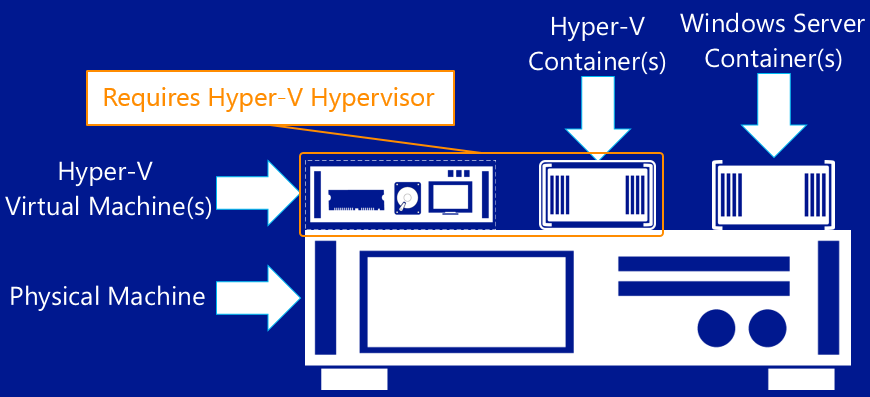 Hyper-V
Container(s)
Windows Server
Container(s)
Requires Hyper-V Hypervisor
Hyper-V
Virtual Machine(s)
Physical Machine